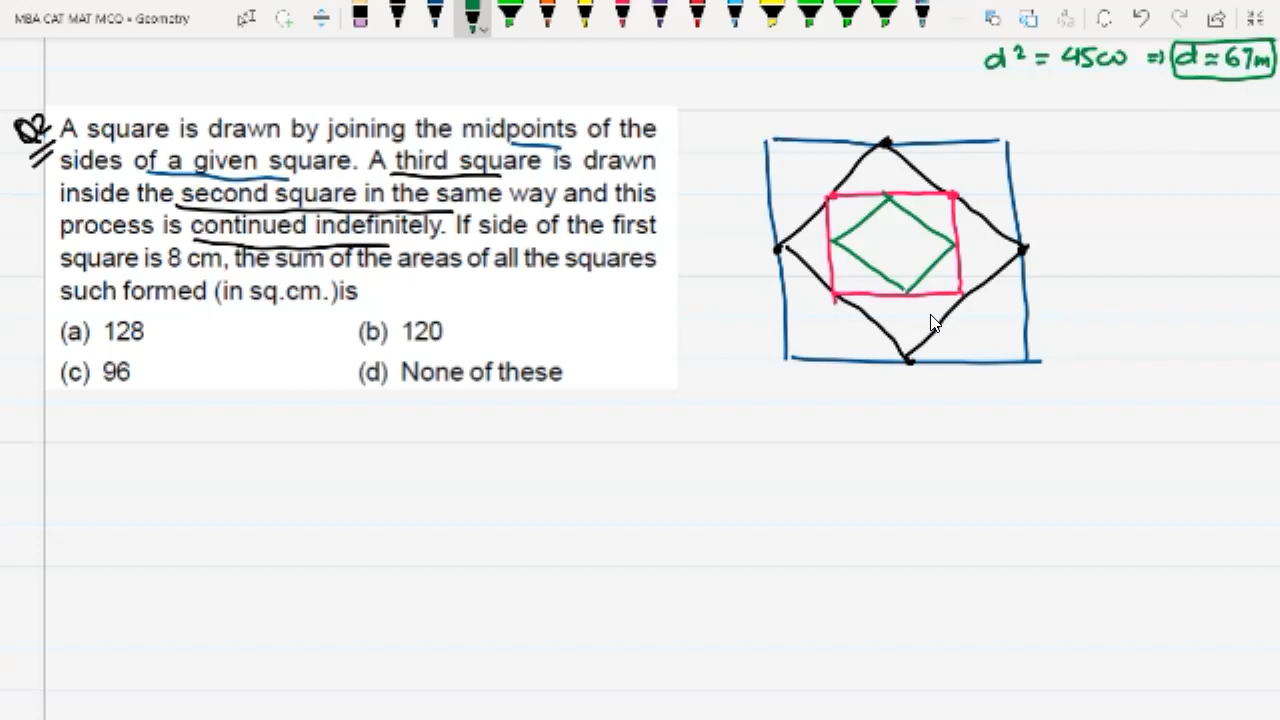 MBA CAT MAT MCQ » Geometry
d² = 4500 ⇒ d ≈ 67m
Q2 A square is drawn by joining the midpoints of the
sides of a given square. A third square is drawn
inside the second square in the same way and this
process is continued indefinitely. If side of the first
square is 8 cm, the sum of the areas of all the squares
such formed (in sq.cm.)is
(a) 128 (b) 120
(c) 96 (d) None of these